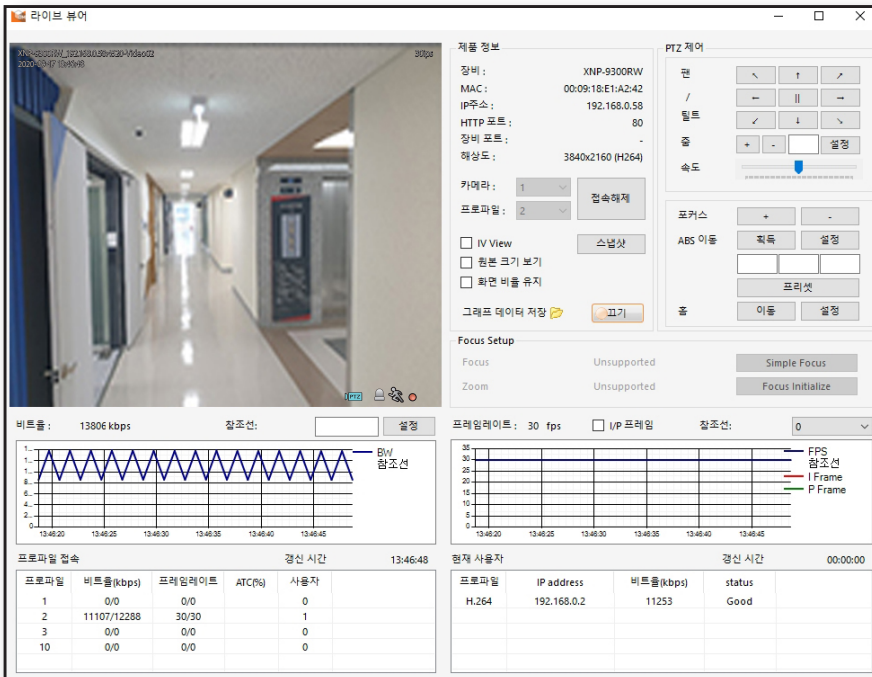 라이브 뷰어
30fps
제품 정보
장비 : XNP-9300RW
MAC : 00:09:18:E1:A2:42
IP주소 : 192.168.0.58
HTTP 포트 : 80
장비 포트 : -
해상도 : 3840x2160 (H264)
카메라 : 1
프로파일 : 2
접속해제
IV View
스냅샷
원본 크기 보기
화면 비율 유지
그래프 데이터 저장
끄기
PTZ 제어
팬 ↖ ↑ ↗
/ ← || →
틸트 ↙ ↓ ↘
줌 + - 설정
속도
포커스 + -
ABS 이동 획득 설정
프리셋
홈 이동 설정
Focus Setup
Focus Unsupported Simple Focus
Zoom Unsupported Focus Initialize
PTZ
비트율 : 13806 kbps 참조선: 설정
1...
1...
8...
6...
4...
2...
0
13:46:20 13:46:25 13:46:30 13:46:35 13:46:40 13:46:45
BW
참조선
프레임레이트 : 30 fps I/P 프레임 참조선: 0
35
30
25
20
15
10
5
0
13:46:20 13:46:25 13:46:30 13:46:35 13:46:40 13:46:45
FPS
참조선
I Frame
P Frame
프로파일 접속 갱신 시간 13:46:48
프로파일 비트율(kbps) 프레임레이트 ATC(%) 사용자
1 0/0 0/0 0
2 11107/12288 30/30 1
3 0/0 0/0 0
10 0/0 0/0 0
현재 사용자 갱신 시간 00:00:00
프로파일 IP address 비트율(kbps) status
H.264 192.168.0.2 11253 Good